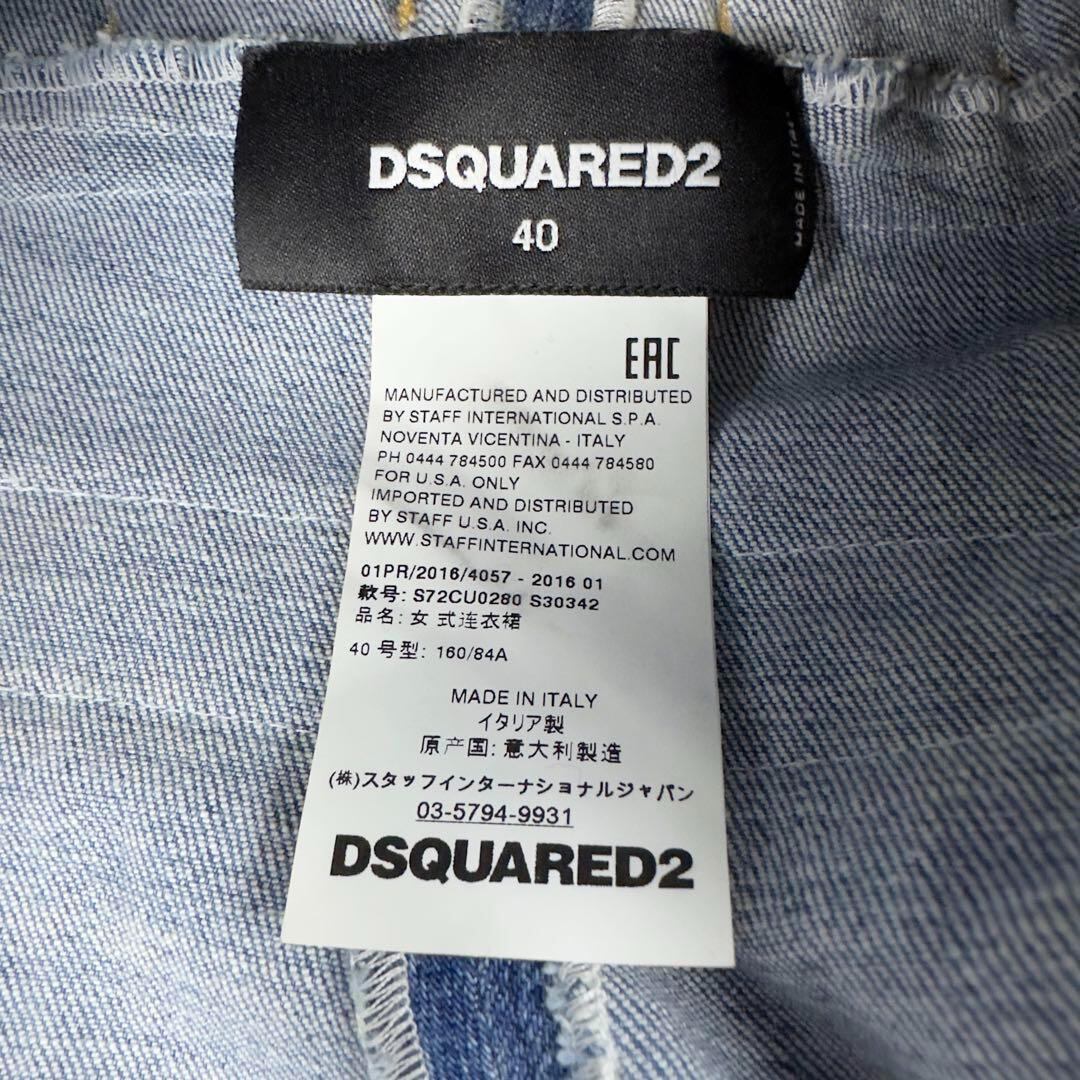 DSQUARED2
40
MADE IN ITALY
EAC
MANUFACTURED AND DISTRIBUTED
BY STAFF INTERNATIONAL S.P.A.
NOVENTA VICENTINA - ITALY
PH 0444 784500 FAX 0444 784580
FOR U.S.A. ONLY
IMPORTED AND DISTRIBUTED
BY STAFF U.S.A. INC.
WWW.STAFFINTERNATIONAL.COM
01PR/2016/4057 - 2016 01
款号: S72CU0280 S30342
品名: 女 式连衣裙
40 号型: 160/84A
MADE IN ITALY
イタリア製
原产国: 意大利製造
(株)スタッフインターナショナルジャパン
03-5794-9931
DSQUARED2